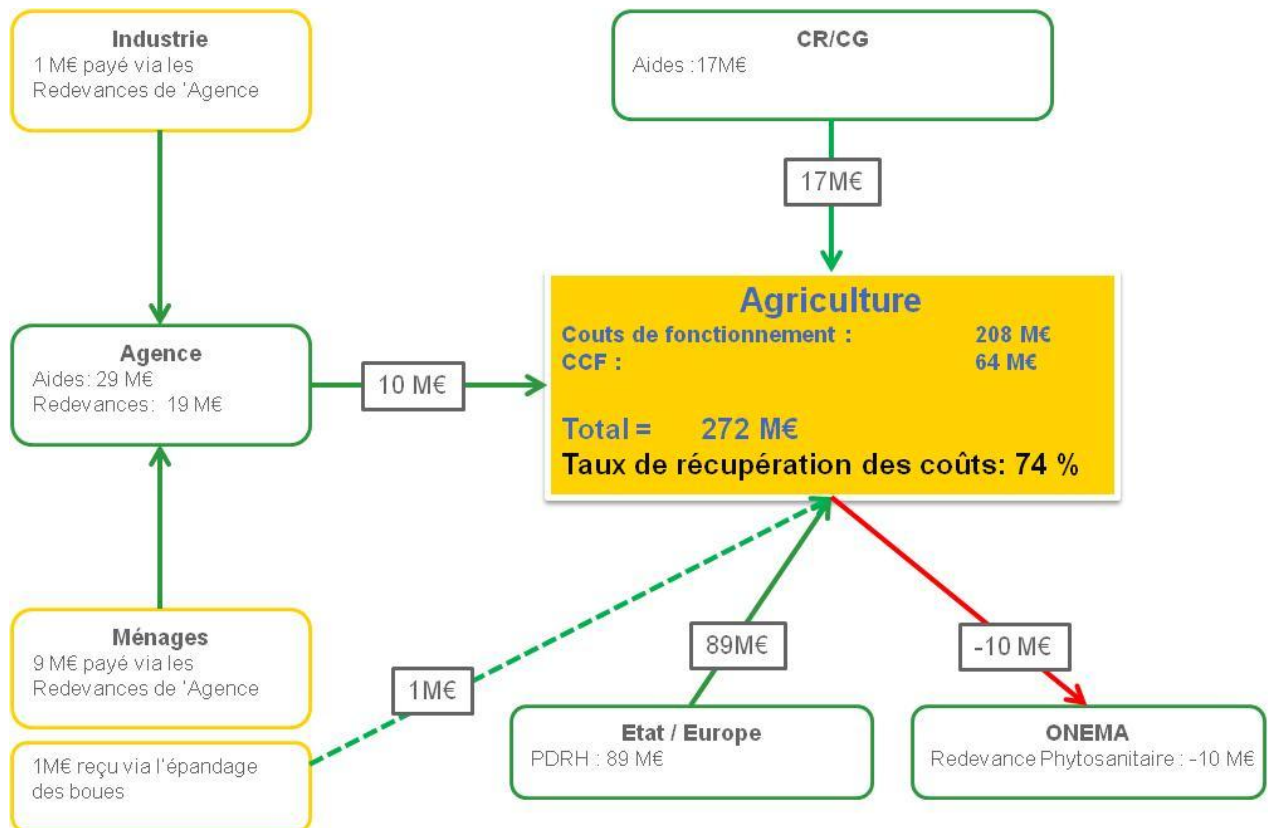 Industrie
1 M€ payé via les
Redevances de 'Agence
CR/CG
Aides :17M€
17M€
Agriculture
Couts de fonctionnement : 208 M€
CCF : 64 M€
Total = 272 M€
Taux de récupération des coûts: 74 %
Agence
Aides: 29 M€
Redevances: 19 M€
10 M€
Ménages
9 M€ payé via les
Redevances de 'Agence
1M€ reçu via l'épandage
des boues
1M€
89M€
-10 M€
Etat / Europe
PDRH : 89 M€
ONEMA
Redevance Phytosanitaire : -10 M€